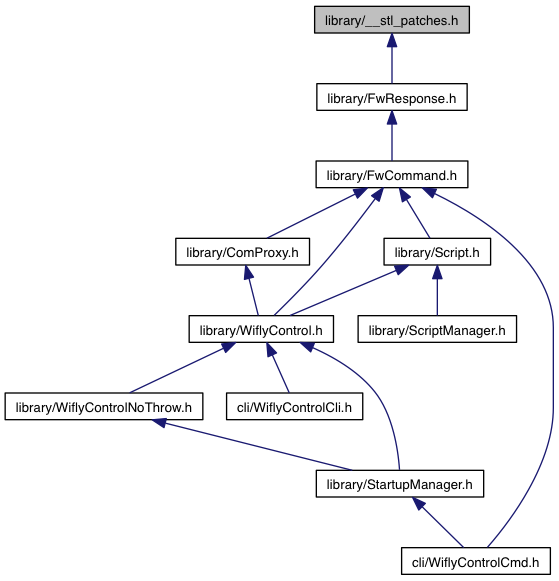 library/__stl_patches.h
library/FwResponse.h
library/FwCommand.h
library/ComProxy.h
library/Script.h
library/WiflyControl.h
library/ScriptManager.h
library/WiflyControlNoThrow.h
cli/WiflyControlCli.h
library/StartupManager.h
cli/WiflyControlCmd.h